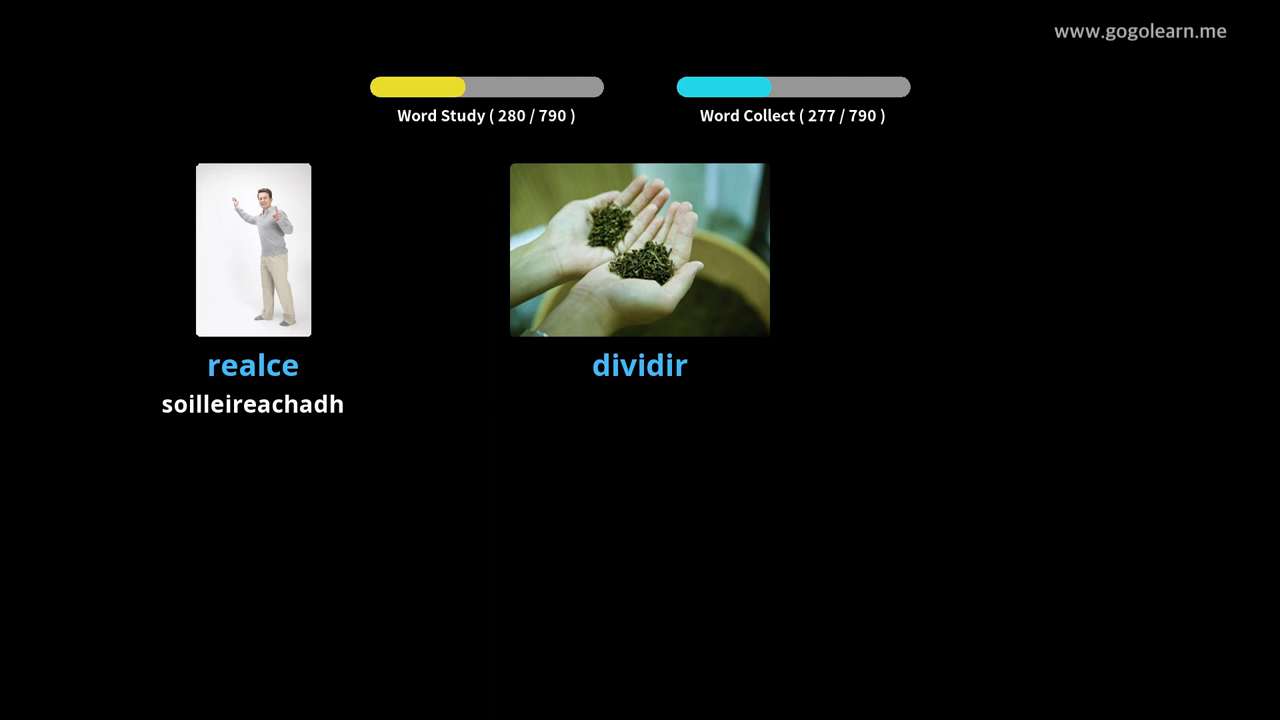 www.gogolearn.me
Word Study ( 280 / 790 )
Word Collect ( 277 / 790 )
realce
dividir
soilleireachadh